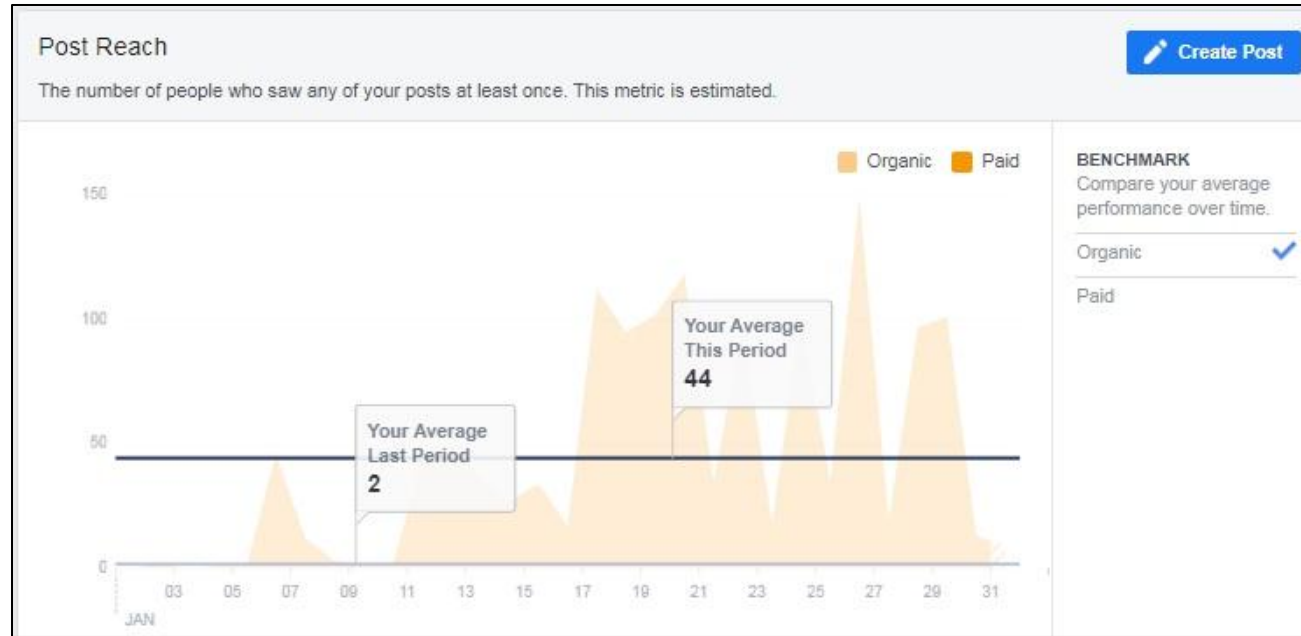 Post Reach
Create Post
The number of people who saw any of your posts at least once. This metric is estimated.
Organic
Paid
BENCHMARK
Compare your average
performance over time.
Organic
Paid
150
100
50
0
Your Average
This Period
44
Your Average
Last Period
2
03 05 07 09 11 13 15 17 19 21 23 25 27 29 31
JAN